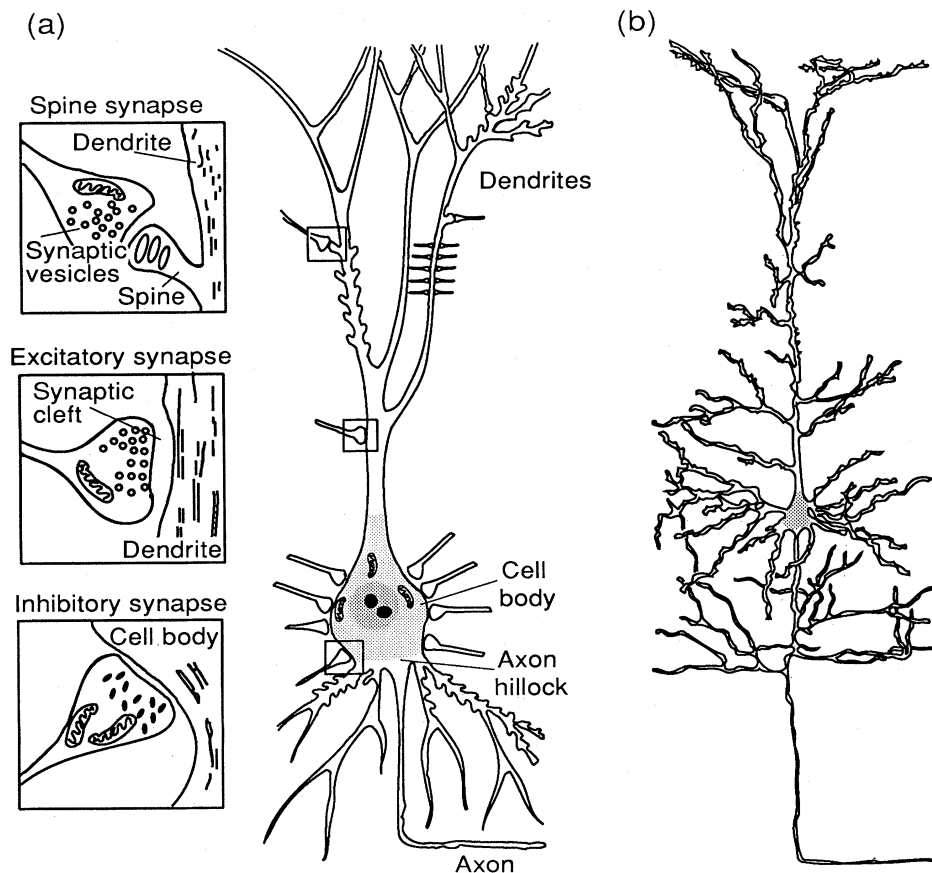 (a)
(b)
Spine synapse
Dendrite
Synaptic
vesicles
Spine
Excitatory synapse
Synaptic
cleft
Dendrite
Inhibitory synapse
Cell body
Dendrites
Cell
body
Axon
hillock
Axon